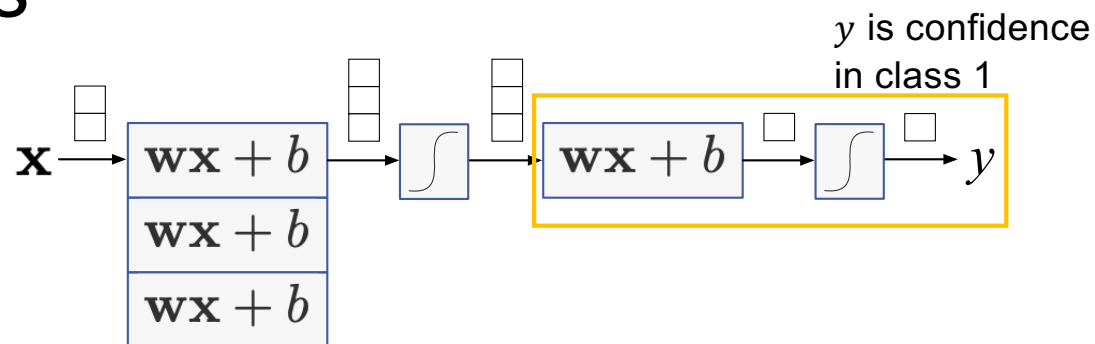 y is confidence
in class 1
x
wx + b
wx + b
y
wx + b
wx + b